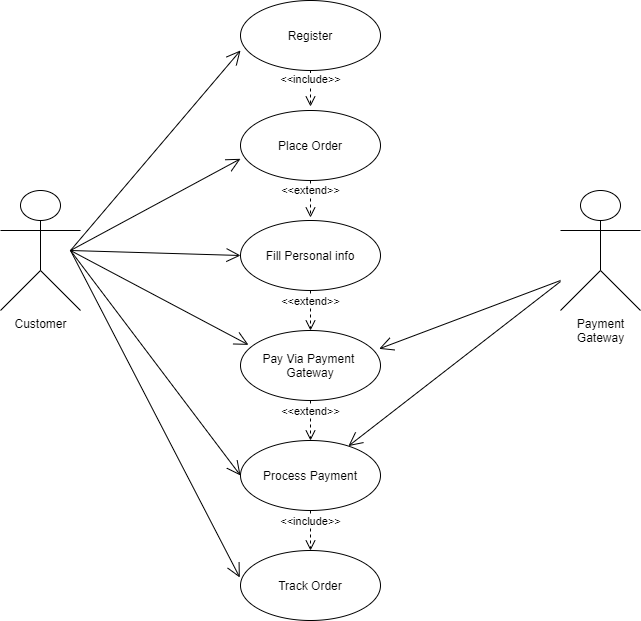 Register
<<include>>
Place Order
<<extend>>
Fill Personal info
<<extend>>
Customer
Payment
Gateway
Pay Via Payment
Gateway
<<extend>>
Process Payment
<<include>>
Track Order